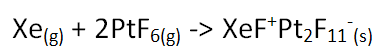 Xe(g) + 2PtF6(g) -> XeF⁺Pt₂F₁₁⁻(s)